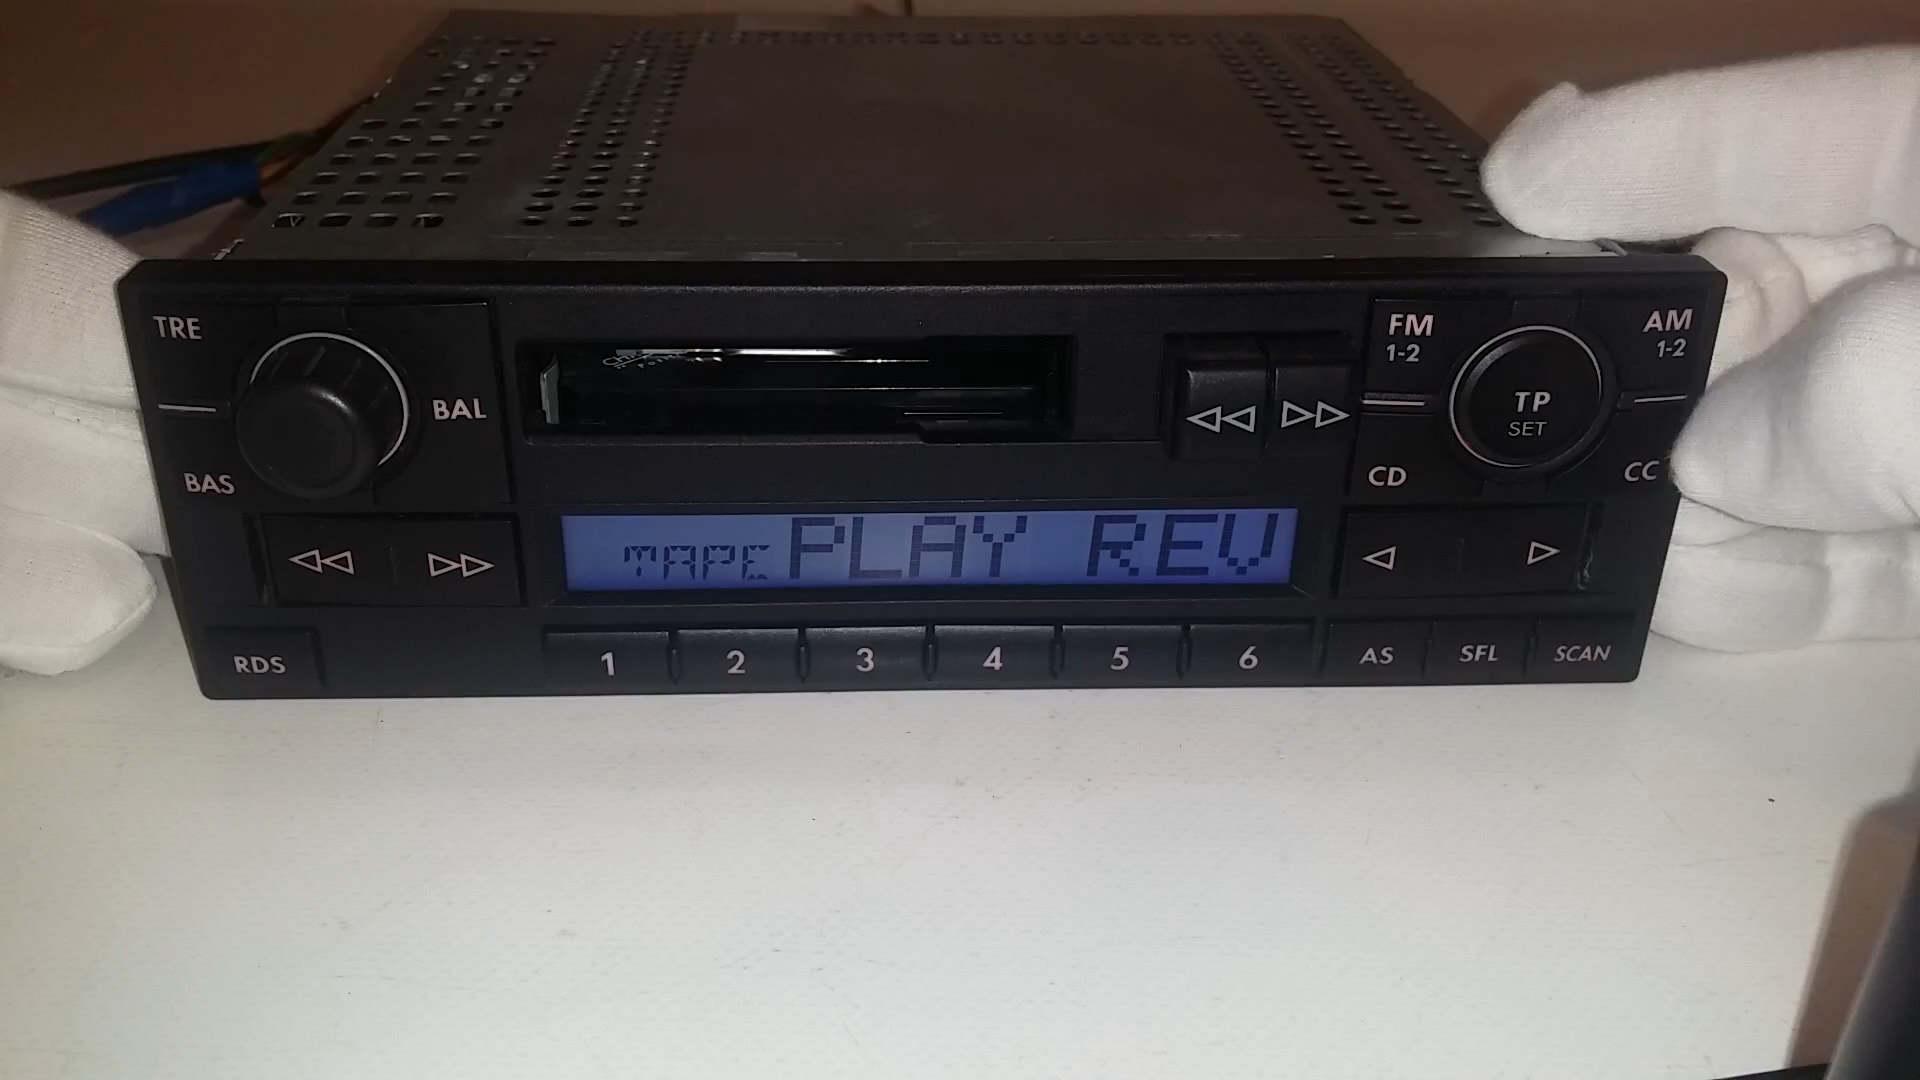 TRE
BAL
BAS
FM
1-2
AM
1-2
TP
SET
CD
CC
TAPE PLAY REV
RDS
1 2 3 4 5 6
AS SFL SCAN